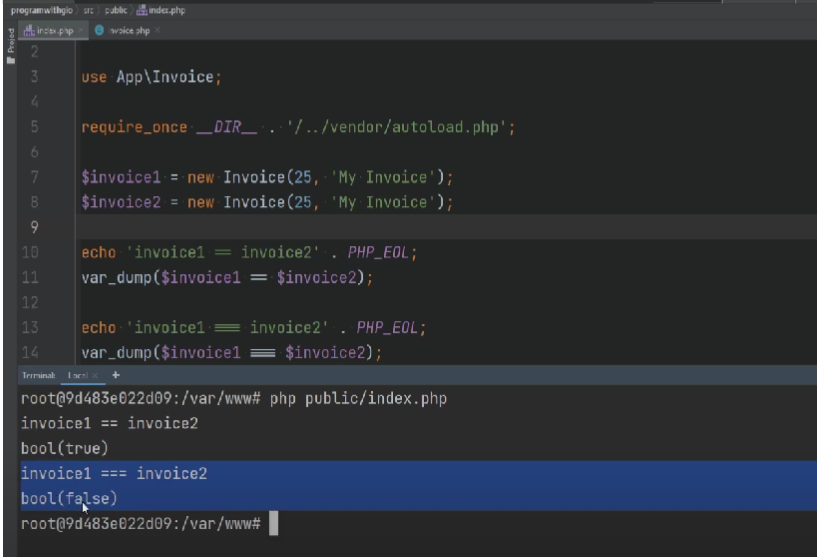 programwithgio src public index.php
index.php invoice.php
Project
2
3 use App\Invoice;
4
5 require_once __DIR__ . '/../vendor/autoload.php';
6
7 $invoice1 = new Invoice(25, 'My Invoice');
8 $invoice2 = new Invoice(25, 'My Invoice');
9
10 echo 'invoice1 == invoice2' . PHP_EOL;
11 var_dump($invoice1 == $invoice2);
12
13 echo 'invoice1 === invoice2' . PHP_EOL;
14 var_dump($invoice1 === $invoice2);
Terminal: Local × +
root@9d483e022d09:/var/www# php public/index.php
invoice1 == invoice2
bool(true)
invoice1 === invoice2
bool(false)
root@9d483e022d09:/var/www#